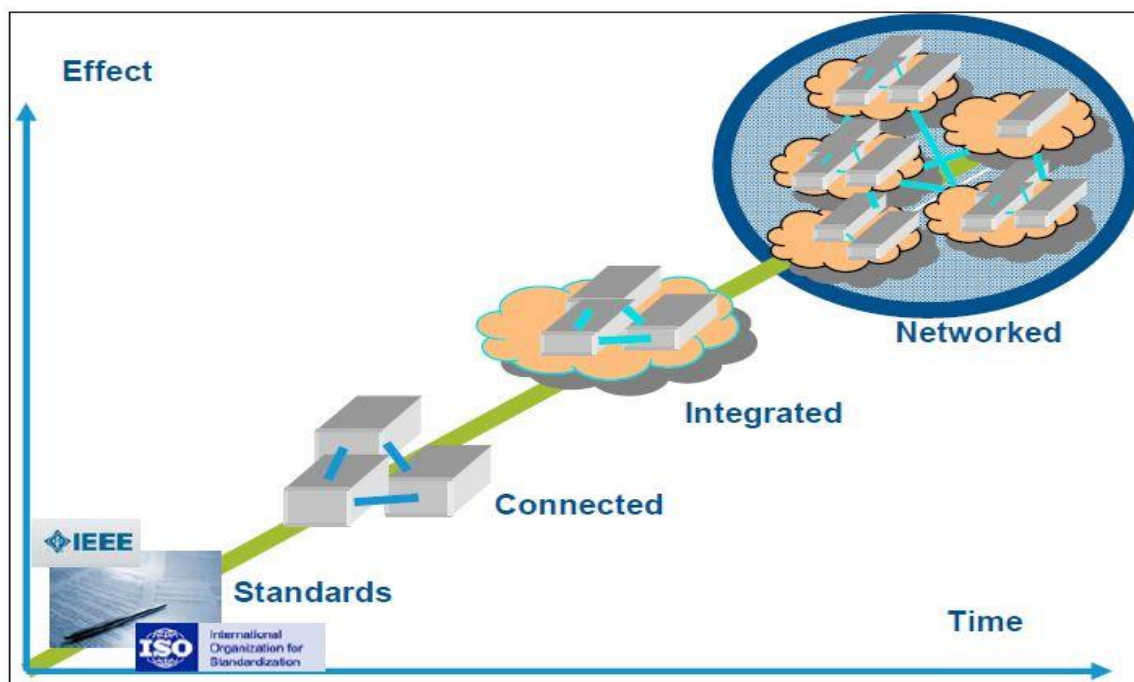 Effect
Networked
Integrated
Connected
IEEE
Standards
ISO
International
Organization for
Standardization
Time